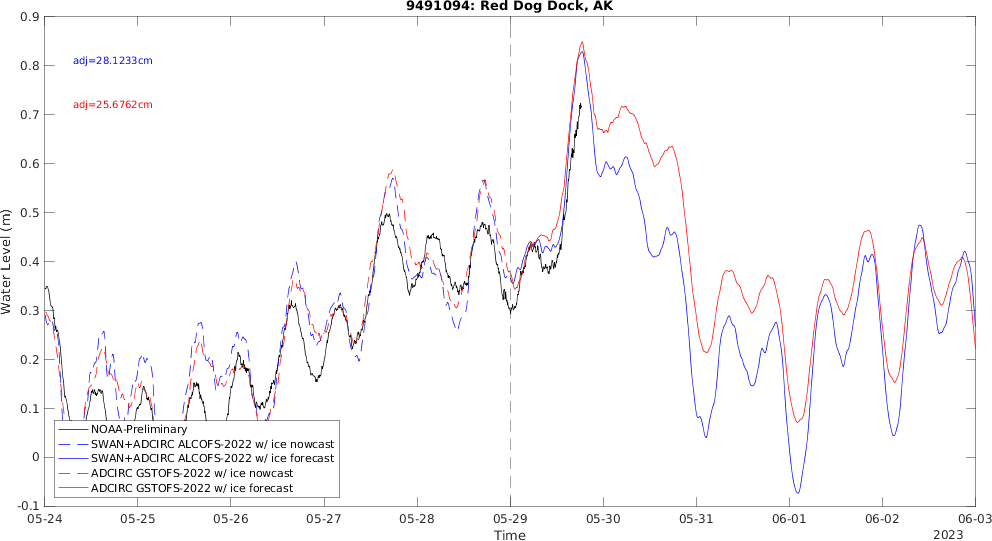 9491094: Red Dog Dock, AK
adj=28.1233cm
adj=25.6762cm
Water Level (m)
0.9
0.8
0.7
0.6
0.5
0.4
0.3
0.2
0.1
0
-0.1
NOAA-Preliminary
SWAN+ADCIRC ALCOFS-2022 w/ ice nowcast
SWAN+ADCIRC ALCOFS-2022 w/ ice forecast
ADCIRC GSTOFS-2022 w/ ice nowcast
ADCIRC GSTOFS-2022 w/ ice forecast
05-24 05-25 05-26 05-27 05-28 05-29 05-30 05-31 06-01 06-02 06-03
Time
2023